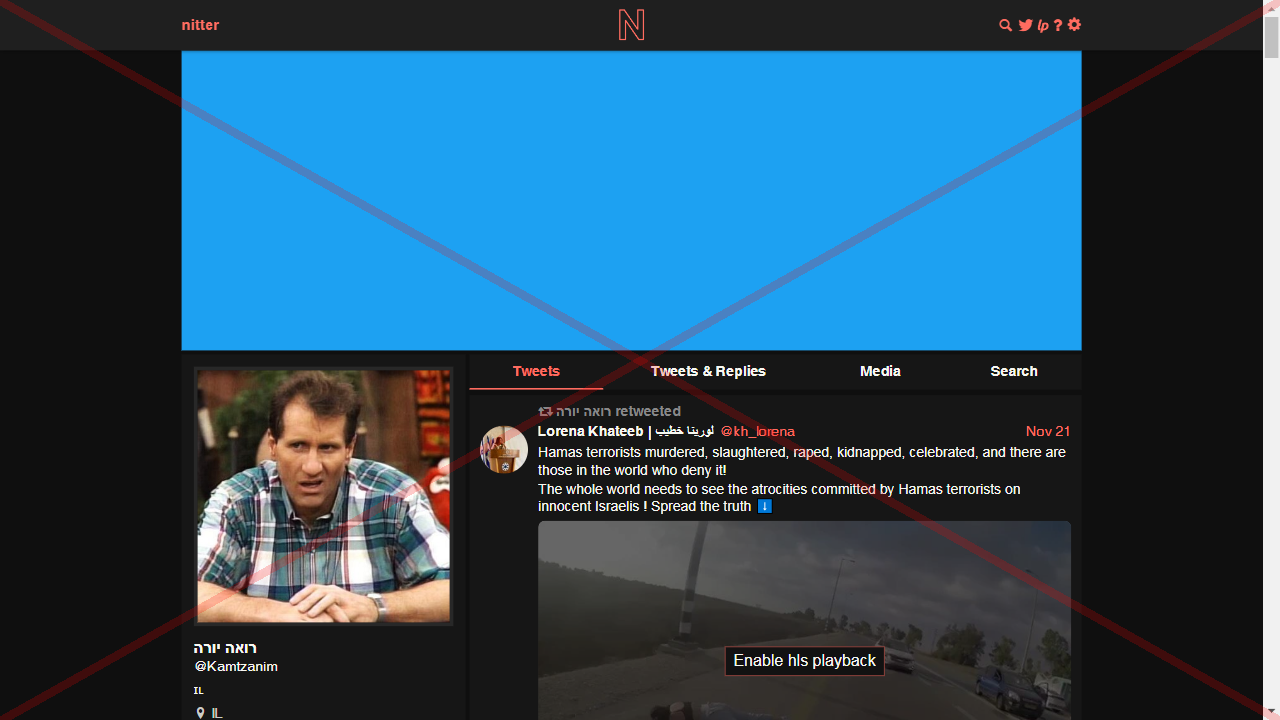 nitter
N
lp ?
Tweets
Tweets & Replies
Media
Search
רואה יורה retweeted
Lorena Khateeb | لورينا خطيب @kh_lorena
Nov 21
Hamas terrorists murdered, slaughtered, raped, kidnapped, celebrated, and there are
those in the world who deny it!
The whole world needs to see the atrocities committed by Hamas terrorists on
innocent Israelis ! Spread the truth ⬇️
Enable hls playback
רואה יורה
@Kamtzanim
IL
IL